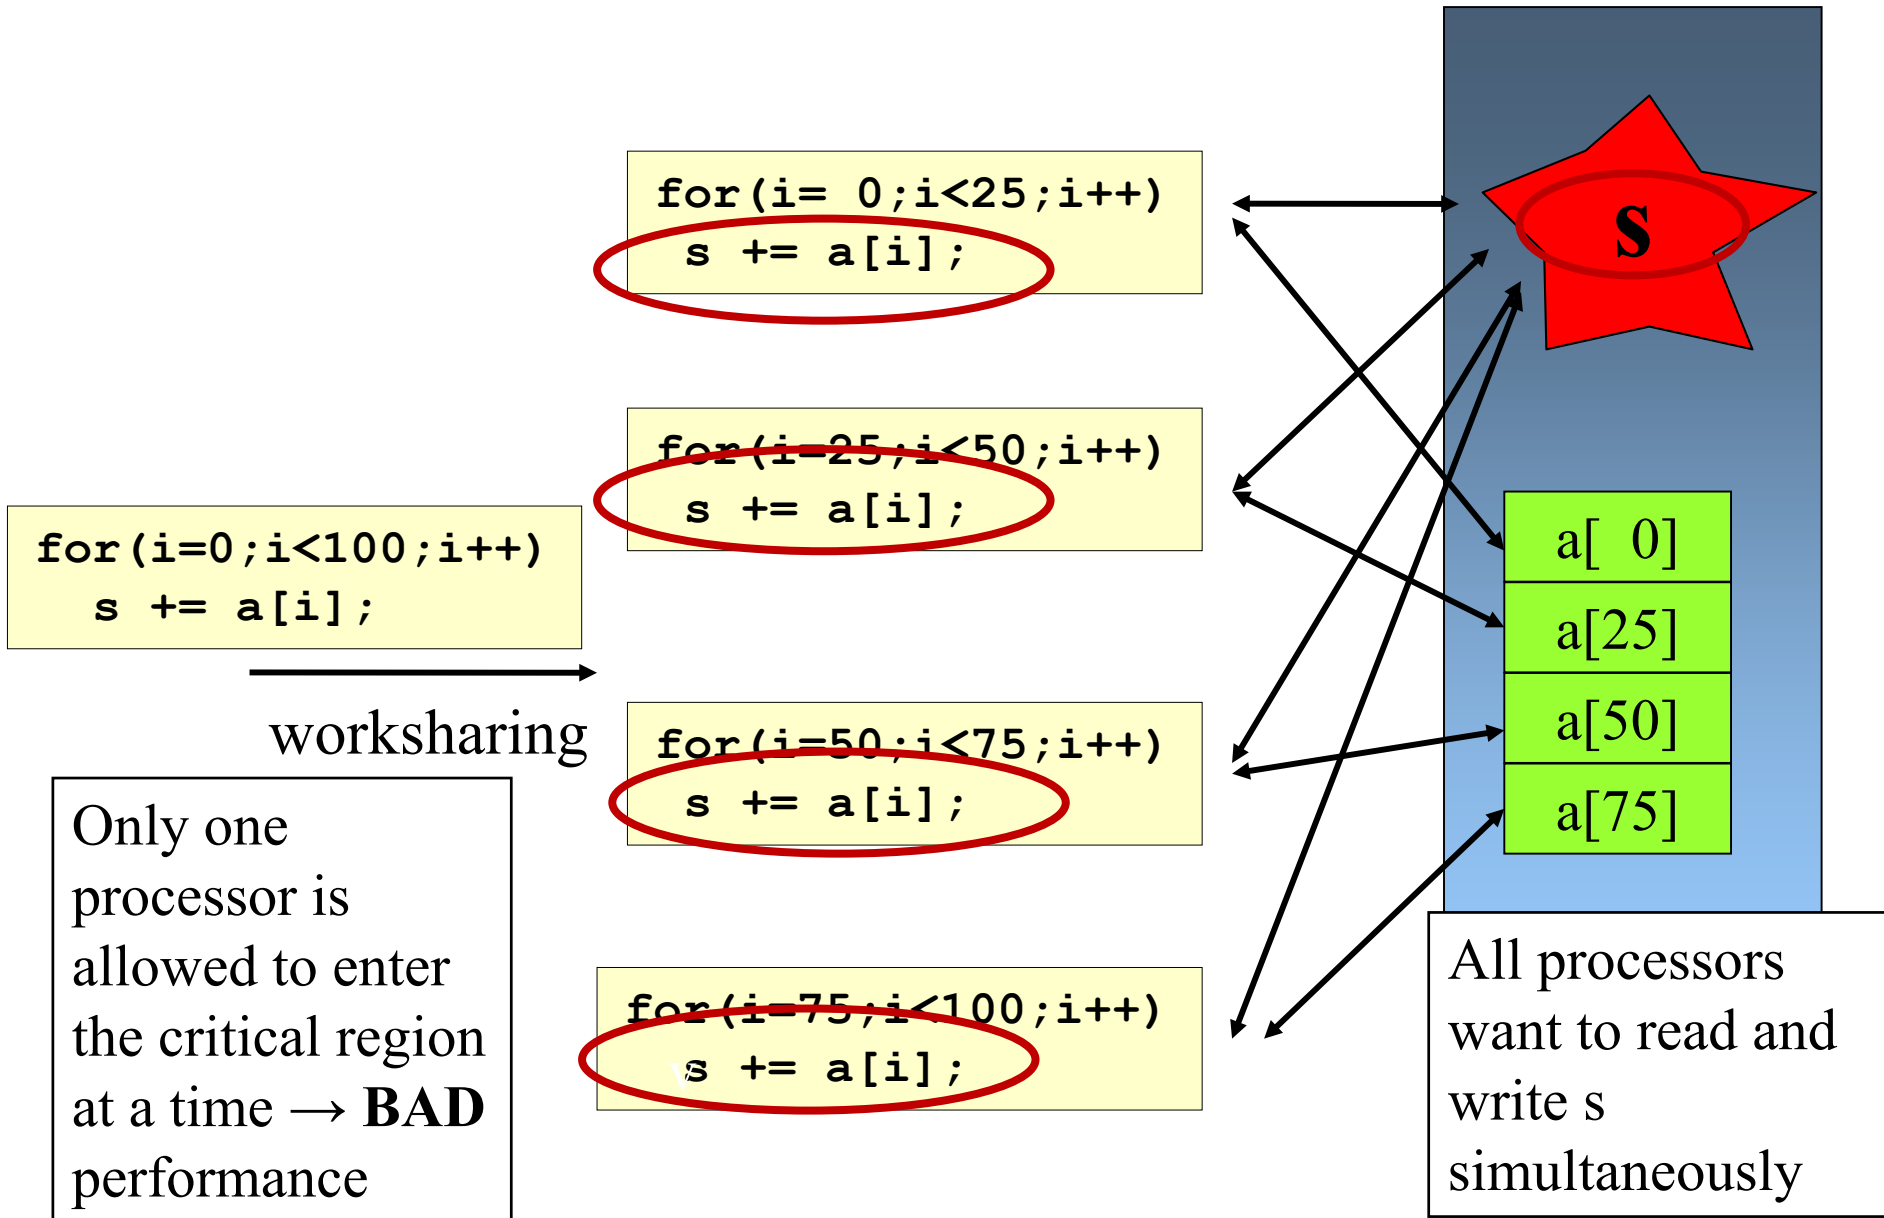 for(i=0;i<100;i++)
s += a[i];
worksharing
Only one
processor is
allowed to enter
the critical region
at a time → BAD
performance
for(i= 0;i<25;i++)
s += a[i];
for(i=25;i<50;i++)
s += a[i];
for(i=50;i<75;i++)
s += a[i];
for(i=75;i<100;i++)
s += a[i];
v
s
a[ 0]
a[25]
a[50]
a[75]
All processors
want to read and
write s
simultaneously